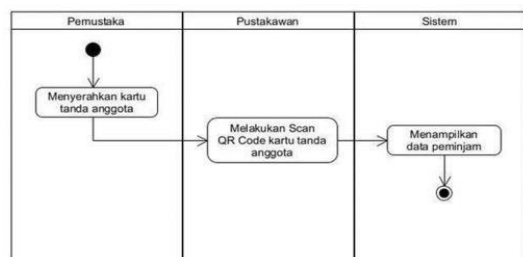 Pemustaka
Pustakawan
Sistem
Menyerahkan kartu
tanda anggota
Melakukan Scan
QR Code kartu tanda
anggota
Menampilkan
data peminjam